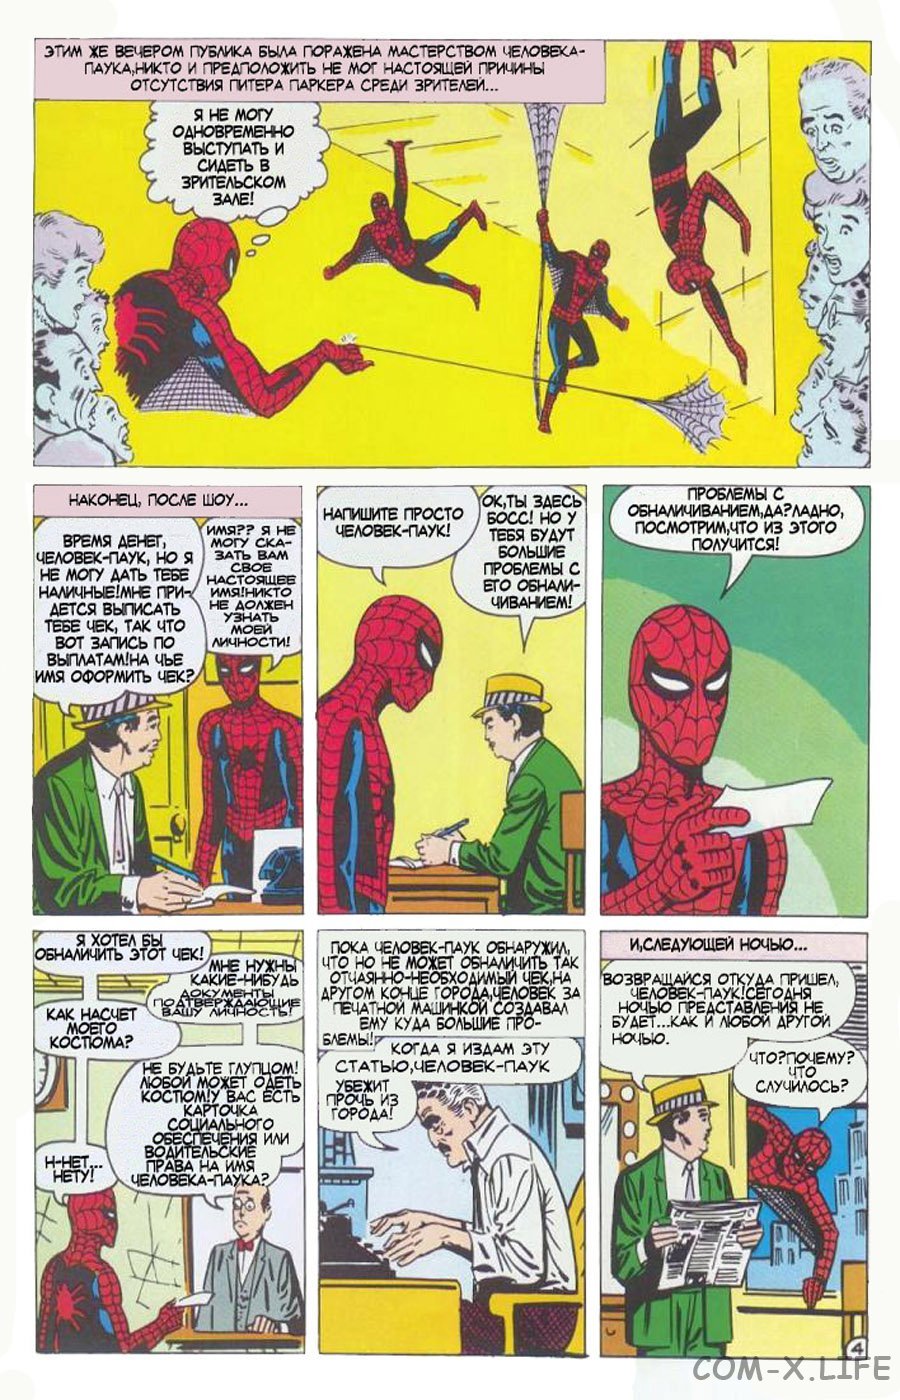 ЭТИМ ЖЕ ВЕЧЕРОМ ПУБЛИКА БЫЛА ПОРАЖЕНА МАСТЕРСТВОМ ЧЕЛОВЕКА-
ПАУКА,НИКТО И ПРЕДПОЛОЖИТЬ НЕ МОГ НАСТОЯЩЕЙ ПРИЧИНЫ
ОТСУТСТВИЯ ПИТЕРА ПАРКЕРА СРЕДИ ЗРИТЕЛЕЙ...
Я НЕ МОГУ
ОДНОВРЕМЕННО
ВЫСТУПАТЬ И
СИДЕТЬ В
ЗРИТЕЛЬСКОМ
ЗАЛЕ!
НАКОНЕЦ, ПОСЛЕ ШОУ...
ВРЕМЯ ДЕНЕГ,
ЧЕЛОВЕК-ПАУК, НО Я
НЕ МОГУ ДАТЬ ТЕБЕ
НАЛИЧНЫЕ!МНЕ ПРИ-
ДЕТСЯ ВЫПИСАТЬ
ТЕБЕ ЧЕК, ТАК ЧТО
ВОТ ЗАПИСЬ ПО
ВЫПЛАТАМ!НА ЧЬЕ
ИМЯ ОФОРМИТЬ ЧЕК?
ИМЯ?? Я НЕ
МОГУ СКА-
ЗАТЬ ВАМ
СВОЕ
НАСТОЯЩЕЕ
ИМЯ!НИКТО
НЕ ДОЛЖЕН
УЗНАТЬ
МОЕЙ
ЛИЧНОСТИ!
НАПИШИТЕ ПРОСТО
ЧЕЛОВЕК-ПАУК!
ОК,ТЫ ЗДЕСЬ
БОСС! НО У
ТЕБЯ БУДУТ
БОЛЬШИЕ
ПРОБЛЕМЫ С
ЕГО ОБНАЛИ-
ЧИВАНИЕМ!
ПРОБЛЕМЫ С
ОБНАЛИЧИВАНИЕМ,ДА?ЛАДНО,
ПОСМОТРИМ,ЧТО ИЗ ЭТОГО
ПОЛУЧИТСЯ!
Я ХОТЕЛ БЫ
ОБНАЛИЧИТЬ ЭТОТ ЧЕК!
МНЕ НУЖНЫ
КАКИЕ-НИБУДЬ
ДОКУМЕНТЫ
ПОДТВЕРЖДАЮЩИЕ
ВАШУ ЛИЧНОСТЬ!
КАК НАСЧЕТ
МОЕГО
КОСТЮМА?
НЕ БУДЬТЕ ГЛУПЦОМ!
ЛЮБОЙ МОЖЕТ ОДЕТЬ
КОСТЮМ!У ВАС ЕСТЬ
КАРТОЧКА
СОЦИАЛЬНОГО
ОБЕСПЕЧЕНИЯ ИЛИ
ВОДИТЕЛЬСКИЕ
ПРАВА НА ИМЯ
ЧЕЛОВЕКА-ПАУКА?
Н-НЕТ...
НЕТУ!
ПОКА ЧЕЛОВЕК-ПАУК ОБНАРУЖИЛ,
ЧТО НО НЕ МОЖЕТ ОБНАЛИЧИТЬ ТАК
ОТЧАЯННО-НЕОБХОДИМЫЙ ЧЕК,НА
ДРУГОМ КОНЦЕ ГОРОДА,ЧЕЛОВЕК ЗА
ПЕЧАТНОЙ МАШИНКОЙ СОЗДАВАЛ
ЕМУ КУДА БОЛЬШИЕ ПРО-
БЛЕМЫ!
КОГДА Я ИЗДАМ ЭТУ
СТАТЬЮ,ЧЕЛОВЕК-ПАУК
УБЕЖИТ
ПРОЧЬ ИЗ
ГОРОДА!
И,СЛЕДУЮЩЕЙ НОЧЬЮ...
ВОЗВРАЩАЙСЯ ОТКУДА ПРИШЕЛ,
ЧЕЛОВЕК-ПАУК!СЕГОДНЯ
НОЧЬЮ ПРЕДСТАВЛЕНИЯ НЕ
БУДЕТ...КАК И ЛЮБОЙ ДРУГОЙ
НОЧЬЮ.
ЧТО?ПОЧЕМУ?
ЧТО
СЛУЧИЛОСЬ?
4
COM-X.LIFE